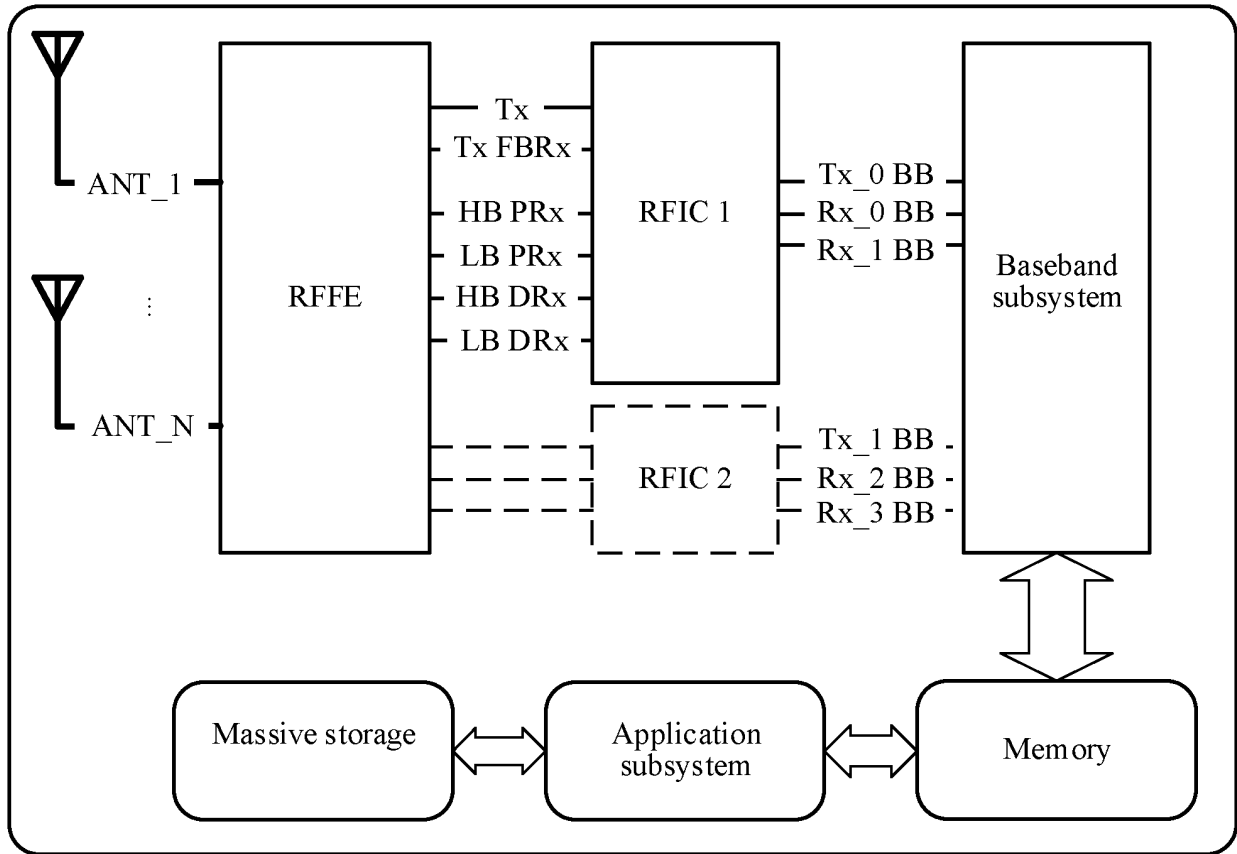 ANT_1
ANT_N
RFFE
Tx
Tx FBRx
HB PRx
LB PRx
HB DRx
LB DRx
RFIC 1
RFIC 2
Tx_0 BB
Rx_0 BB
Rx_1 BB
Tx_1 BB
Rx_2 BB
Rx_3 BB
Baseband
subsystem
Massive storage
Application
subsystem
Memory